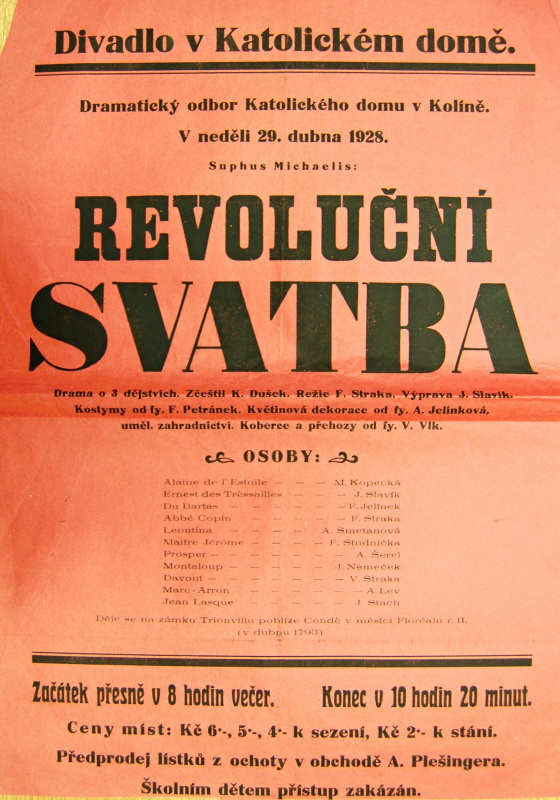 Divadlo v Katolickém domě.
Dramatický odbor Katolického domu v Kolíně.
V neděli 29. dubna 1928.
Suphus Michaelis:
REVOLUČNÍ
SVATBA
Drama o 3 dějstvích. Zčeštil K. Dušek. Režie F. Straka. Výprava J. Slavík.
Kostymy od fy. F. Petránek. Květinová dekorace od fy. A. Jelínková,
uměl. zahradnictví. Koberce a přehozy od fy. V. Vlk.
OSOBY:
Alaine de l' Estoile – – – M. Kopecká
Ernest des Tréssailles – – – J. Slavík
Du Bartas – – – – – – F. Jelínek
Abbé Copin – – – – – F. Straka
Leontina – – – – – A. Smetanová
Maitre Jérôme – – – – F. Studnička
Prosper – – – – – – A. Šerel
Montaloup – – – – – J. Němeček
Davout – – – – – – V. Straka
Marc-Arron – – – – – A. Lev
Jean Lasque – – – – – J. Stach
Děje se na zámku Trionvillu poblíže Condé v měsíci Floréalu r. II.
(v dubnu 1793).
Začátek přesně v 8 hodin večer. Konec v 10 hodin 20 minut.
Ceny míst: Kč 6·-, 5·-, 4·- k sezení, Kč 2·- k stání.
Předprodej lístků z ochoty v obchodě A. Plešingera.
Školním dětem přístup zakázán.